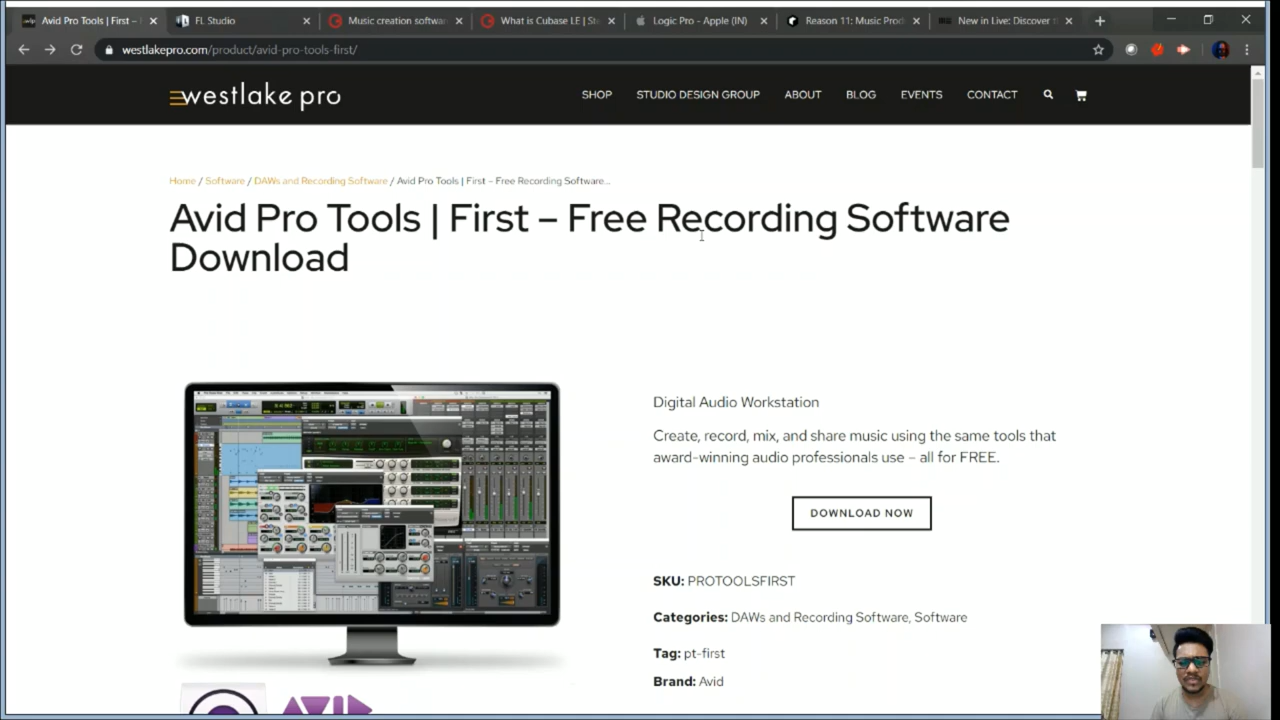 Avid Pro Tools | First –
FL Studio
Music creation softwar
What is Cubase LE | St
Logic Pro - Apple (IN)
Reason 11: Music Prod
New in Live: Discover
westlakepro.com/product/avid-pro-tools-first/
westlake pro
SHOP
STUDIO DESIGN GROUP
ABOUT
BLOG
EVENTS
CONTACT
Home / Software / DAWs and Recording Software / Avid Pro Tools | First – Free Recording Software...
Avid Pro Tools | First – Free Recording Software
Download
Digital Audio Workstation
Create, record, mix, and share music using the same tools that
award-winning audio professionals use – all for FREE.
DOWNLOAD NOW
SKU: PROTOOLSFIRST
Categories: DAWs and Recording Software, Software
Tag: pt-first
Brand: Avid